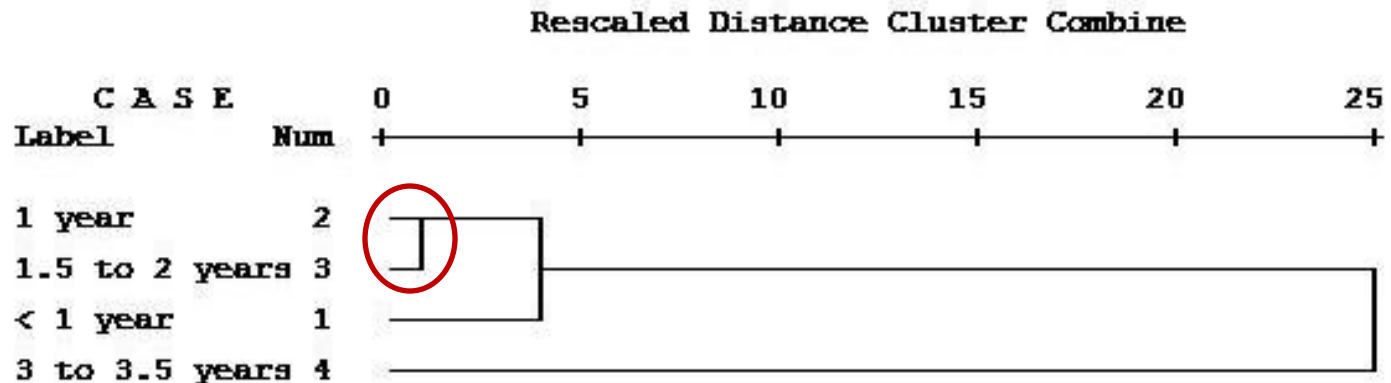 Rescaled Distance Cluster Combine
C A S E 0 5 10 15 20 25
Label Num
1 year 2
1.5 to 2 years 3
< 1 year 1
3 to 3.5 years 4